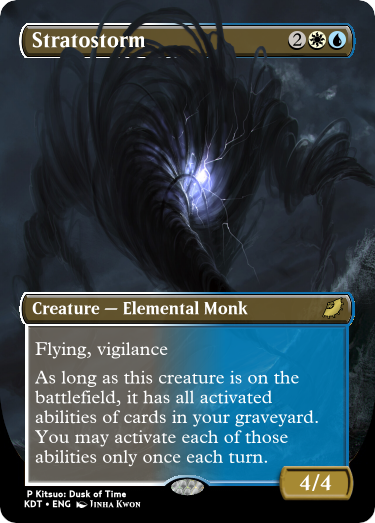 Stratostorm 2
Creature — Elemental Monk
Flying, vigilance
As long as this creature is on the
battlefield, it has all activated
abilities of cards in your graveyard.
You may activate each of those
abilities only once each turn.
4/4
P Kitsuo: Dusk of Time
KDT • ENG Jinha Kwon